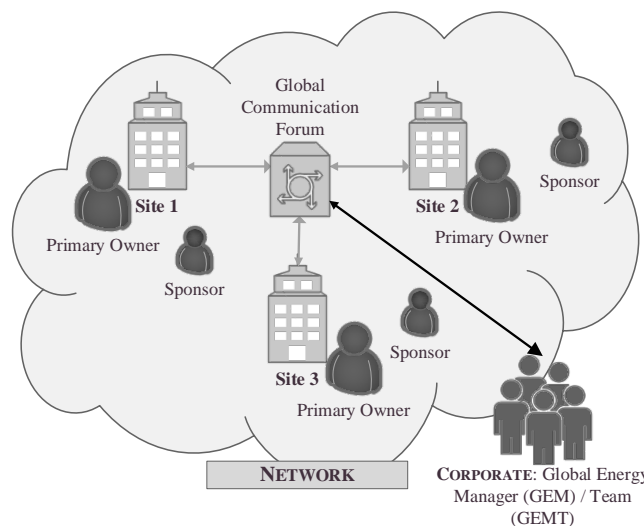 Global
Communication
Forum
Site 1
Primary Owner
Sponsor
Site 2
Primary Owner
Sponsor
Site 3
Primary Owner
Sponsor
NETWORK
CORPORATE: Global Energy
Manager (GEM) / Team
(GEMT)